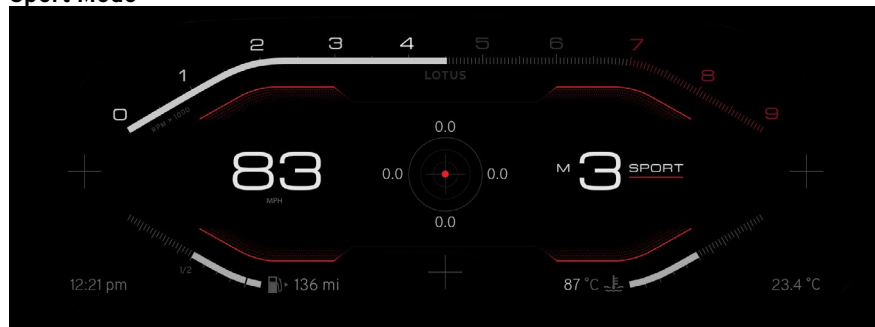 Sport Mode
0 1 2 3 4 5 6 7 8 9
RPM × 1000
LOTUS
0.0
83
MPH
0.0
0.0
M 3 SPORT
0.0
1/2
12:21 pm
136 mi
87 °C
23.4 °C